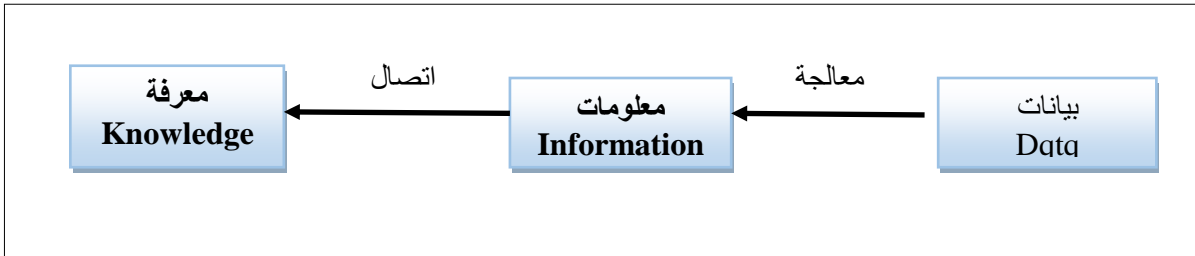 بيانات
Dqtq
معالجة
معلومات
Information
اتصال
معرفة
Knowledge